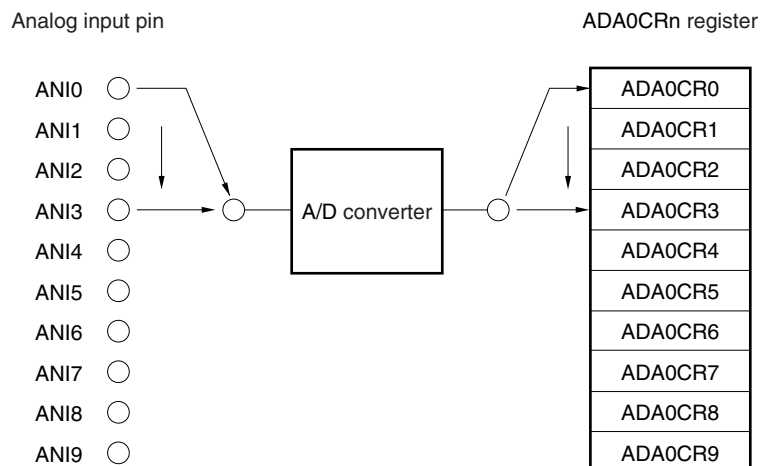 Analog input pin
ADA0CRn register
ANI0
ADA0CR0
ANI1
ADA0CR1
ANI2
ADA0CR2
ANI3
A/D converter
ADA0CR3
ANI4
ADA0CR4
ANI5
ADA0CR5
ANI6
ADA0CR6
ANI7
ADA0CR7
ANI8
ADA0CR8
ANI9
ADA0CR9